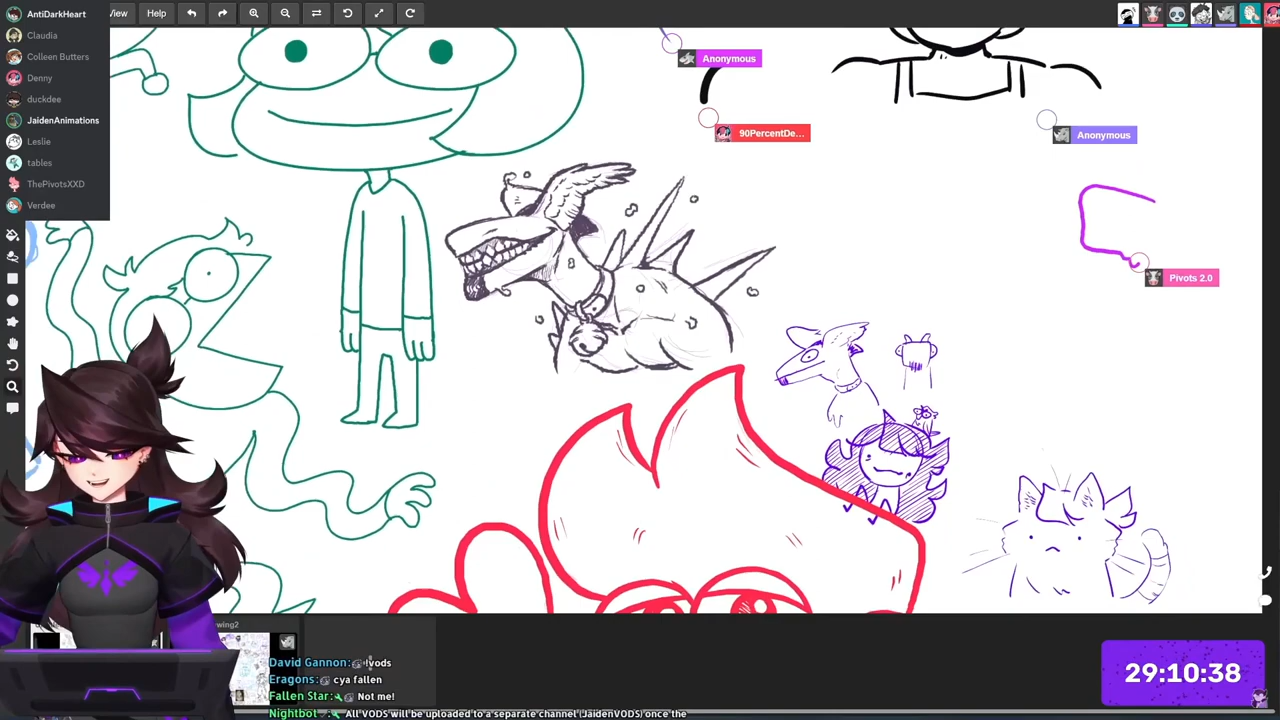 AntiDarkHeart
Claudia
Colleen Butters
Denny
duckdee
JaidenAnimations
Leslie
tables
ThePivotsXXD
Verdee
View
Help
Anonymous
90PercentDe...
Anonymous
Pivots 2.0
wing2
David Gannon: !vods
Eragons: cya fallen
Fallen Star: Not me!
Nightbot: All VODS will be uploaded to a separate channel (JaidenVODS) once the
29:10:38